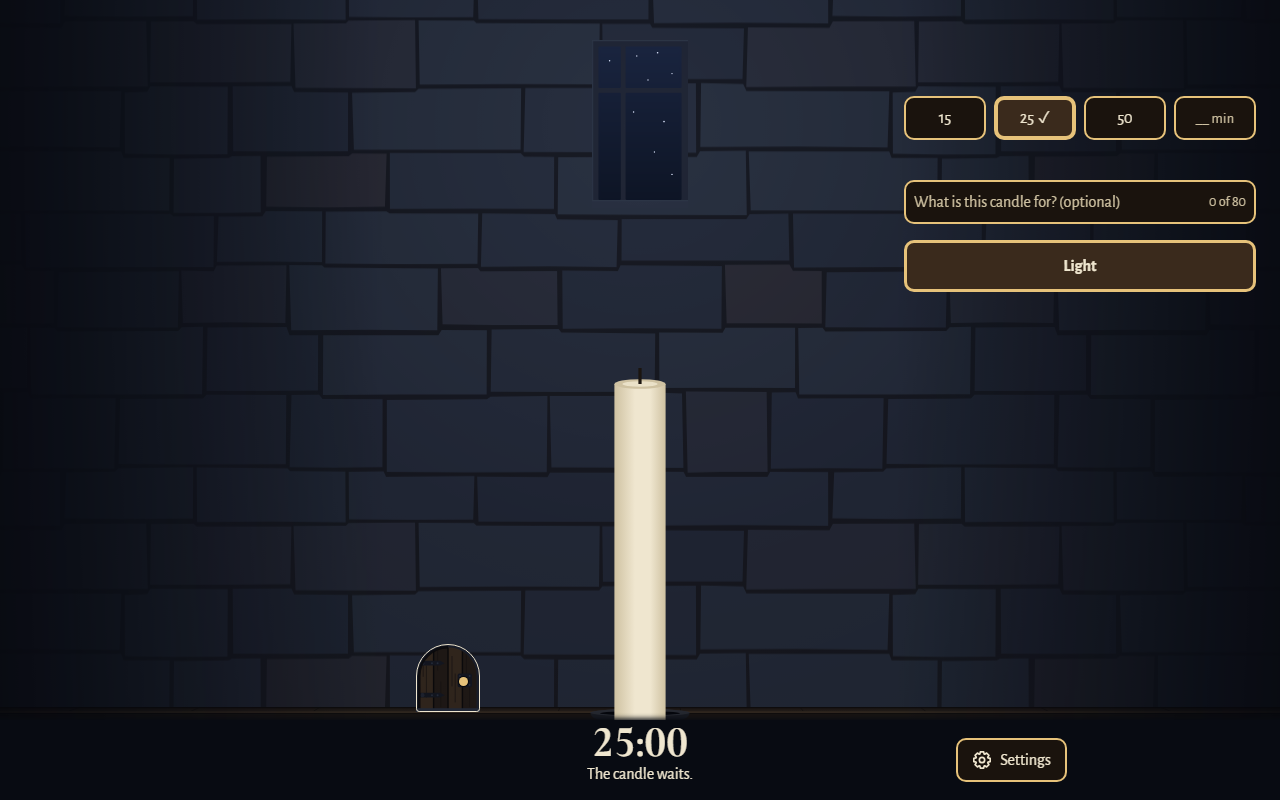 15
25 ✓
50
__ min
What is this candle for? (optional) 0 of 80
Light
25:00
The candle waits.
Settings